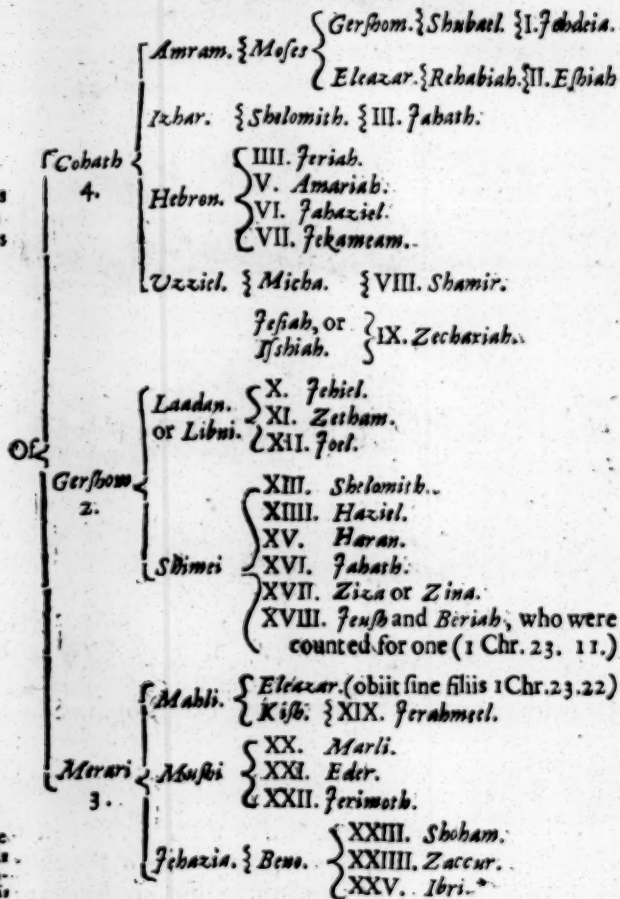 Gerſhom. { Shubael. { I. Jehdeia.
Amram. { Moſes
Eleazar. { Rehabiah. { II. Eſhiah
Izhar. { Shelomith. { III. Jahath.
Cohath
4.
IIII. Jeriah.
V. Amariah.
Hebron.
VI. Jahaziel.
VII. Jekameam.
Uzziel. { Micha. { VIII. Shamir.
Jeſiah, or
Iſshiah.
IX. Zechariah.
Of
Laadan.
or Libni.
X. Jehiel.
XI. Zetham.
XII. Joel.
Gerſhom
2.
XIII. Shelomith.
XIIII. Haziel.
XV. Haran.
Shimei
XVI. Jahath.
XVII. Ziza or Zina.
XVIII. Jeuſh and Beriah, who were
counted for one (1 Chr. 23. 11.)
Mahli.
Eleazar. (obiit ſine filiis 1Chr.23.22)
Kiſh. { XIX. Jerahmeel.
Merari
3.
XX. Marli.
Muſhi
XXI. Eder.
XXII. Jerimoth.
Jehazia. { Beno.
XXIII. Shoham.
XXIIII. Zaccur.
XXV. Ibri.